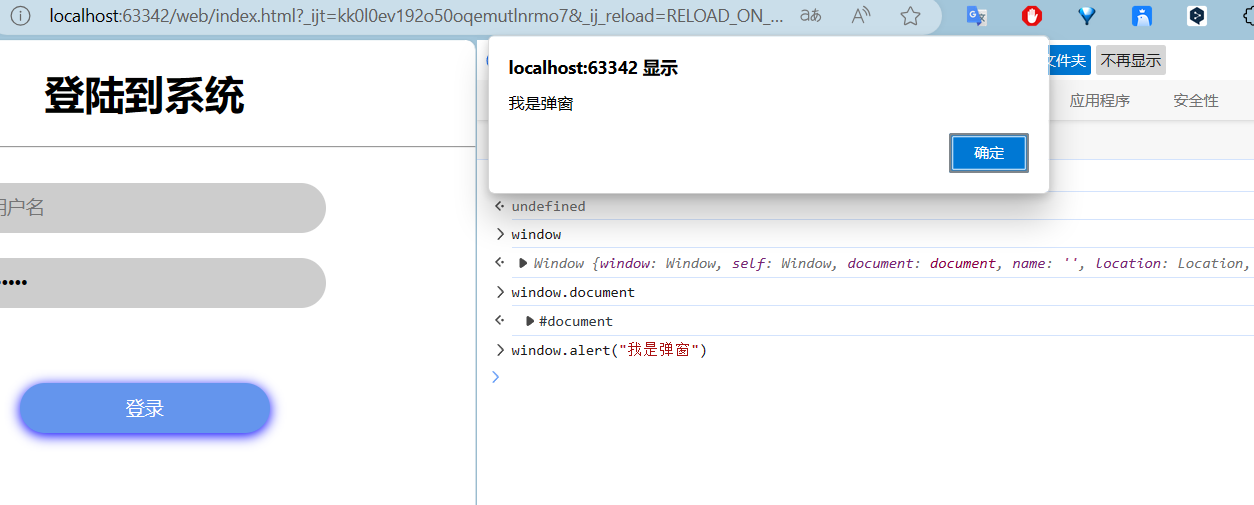 localhost:63342/web/index.html?_ijt=kk0l0ev192o50oqemutlnrmo7&_ij_reload=RELOAD_ON_...
登陆到系统
用户名
登录
localhost:63342 显示
我是弹窗
确定
文件夹 不再显示
应用程序 安全性
undefined
window
Window {window: Window, self: Window, document: document, name: '', location: Location,
window.document
#document
window.alert("我是弹窗")